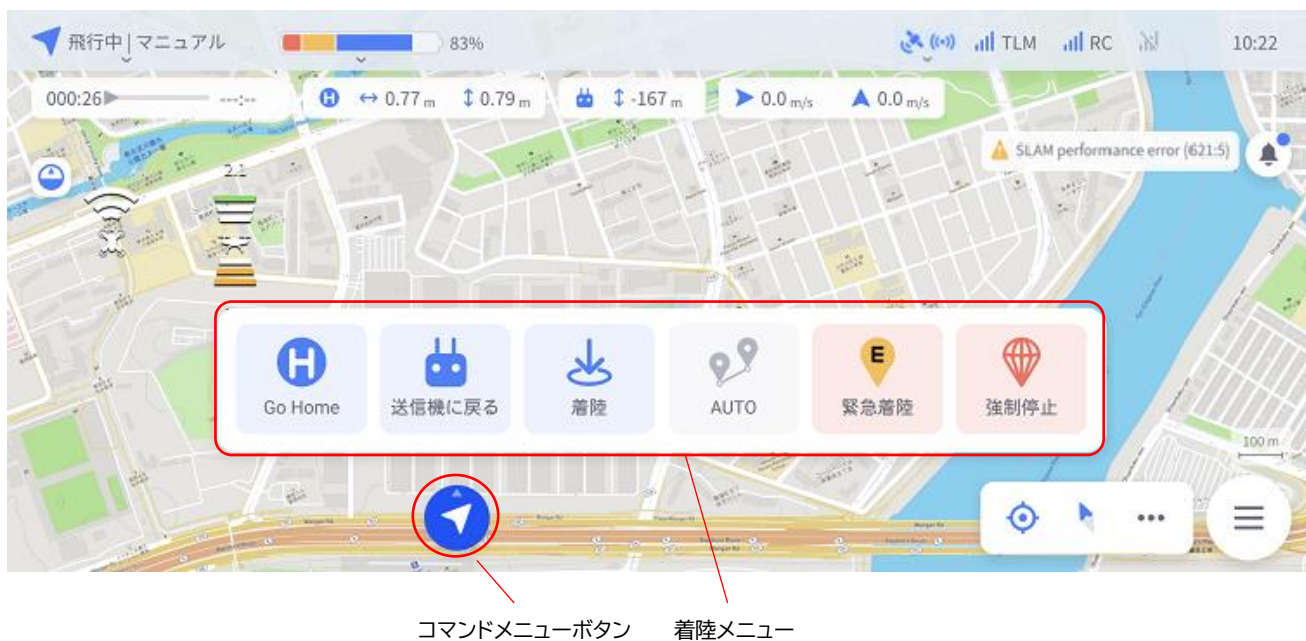 飛行中 | マニュアル 83% TLM RC 10:22
000:26 ---:-- H 0.77 m 0.79 m -167 m 0.0 m/s 0.0 m/s
SLAM performance error (621:5)
2.1
H E
Go Home 送信機に戻る 着陸 AUTO 緊急着陸 強制停止
100 m
コマンドメニューボタン 着陸メニュー